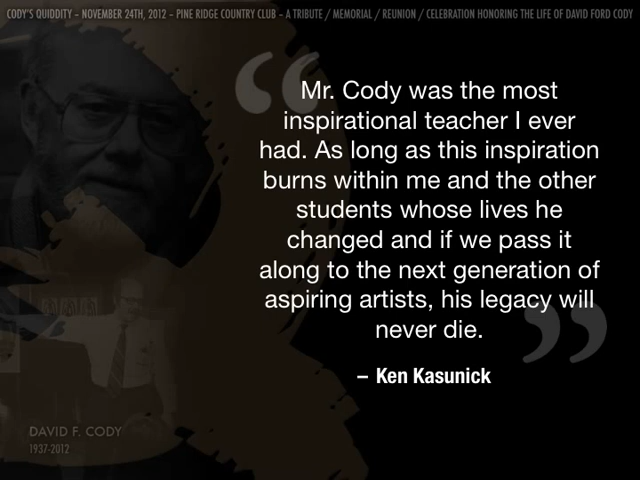 CODY'S QUIDDITY – NOVEMBER 24TH, 2012 – PINE RIDGE COUNTRY CLUB – A TRIBUTE / MEMORIAL / REUNION / CELEBRATION HONORING THE LIFE OF DAVID FORD CODY
“
Mr. Cody was the most
inspirational teacher I ever
had. As long as this inspiration
burns within me and the other
students whose lives he
changed and if we pass it
along to the next generation of
aspiring artists, his legacy will
never die.
”
– Ken Kasunick
DAVID F. CODY
1937-2012